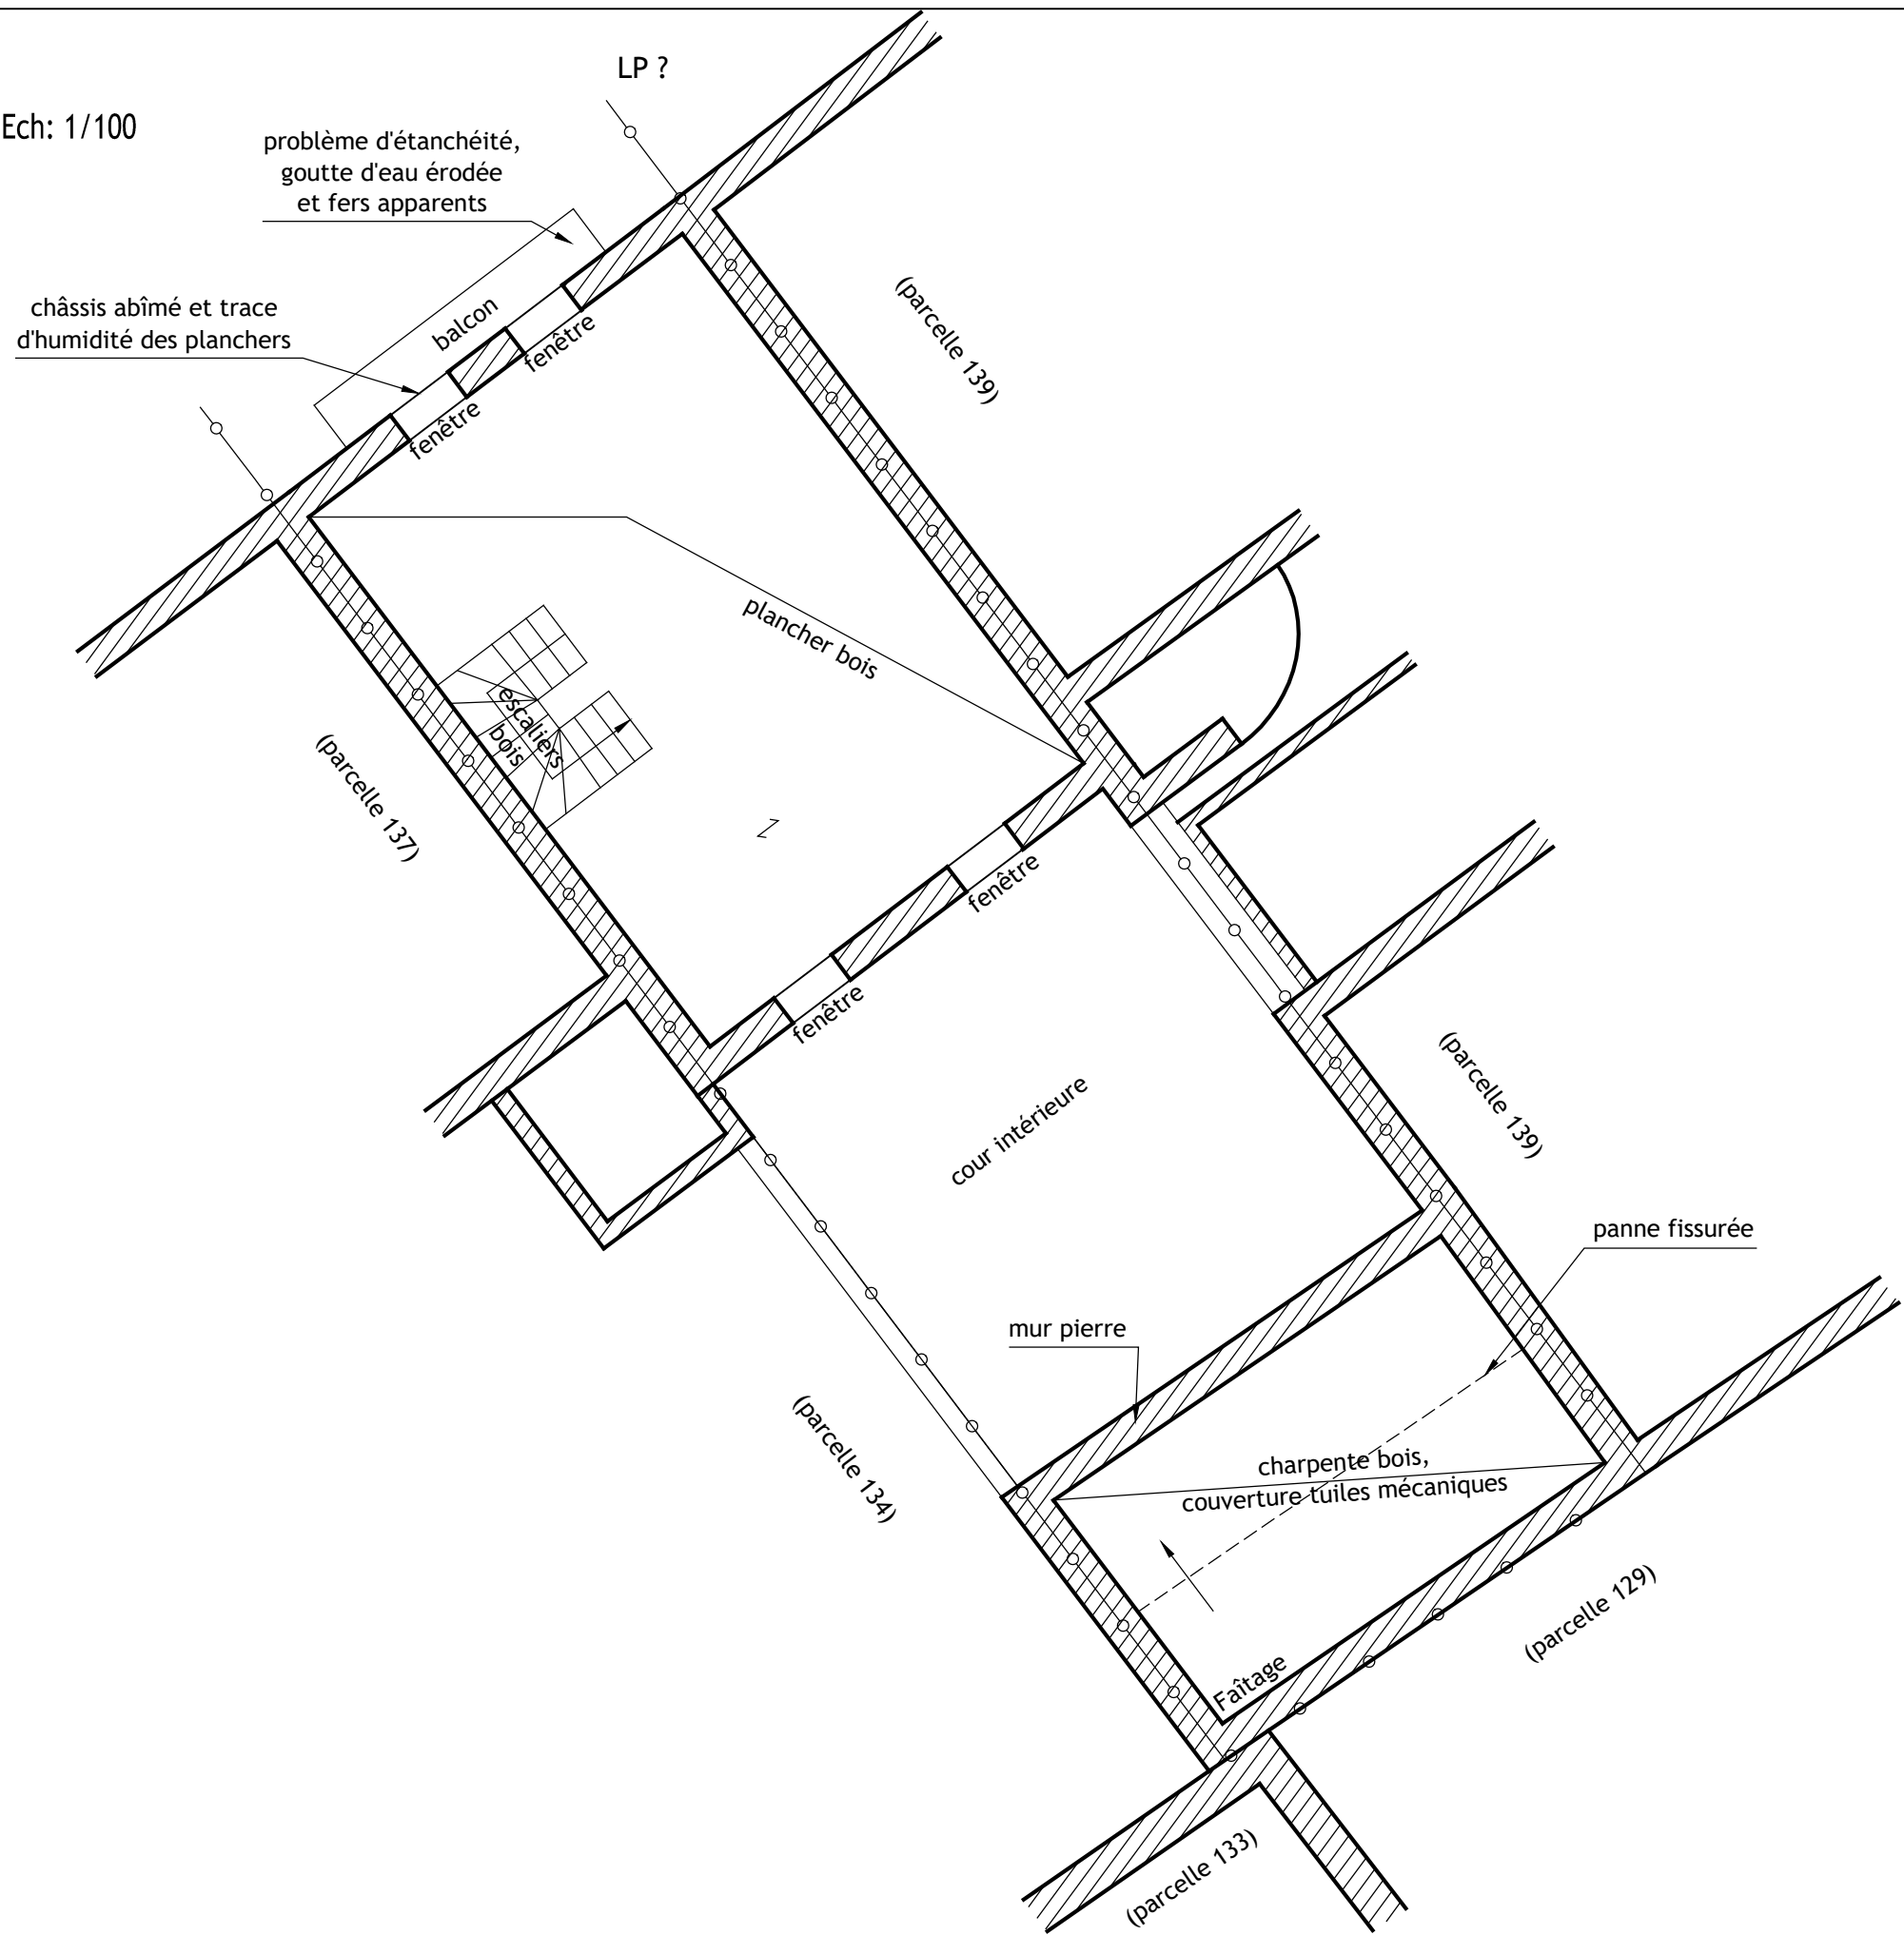 LP ?
Ech: 1/100
problème d'étanchéité,
goutte d'eau érodée
et fers apparents
châssis abîmé et trace
d'humidité des planchers
balcon
fenêtre
fenêtre
(parcelle 139)
plancher bois
escaliers
bois
(parcelle 137)
fenêtre
fenêtre
cour intérieure
(parcelle 139)
panne fissurée
mur pierre
(parcelle 134)
charpente bois,
couverture tuiles mécaniques
(parcelle 129)
Faîtage
(parcelle 133)